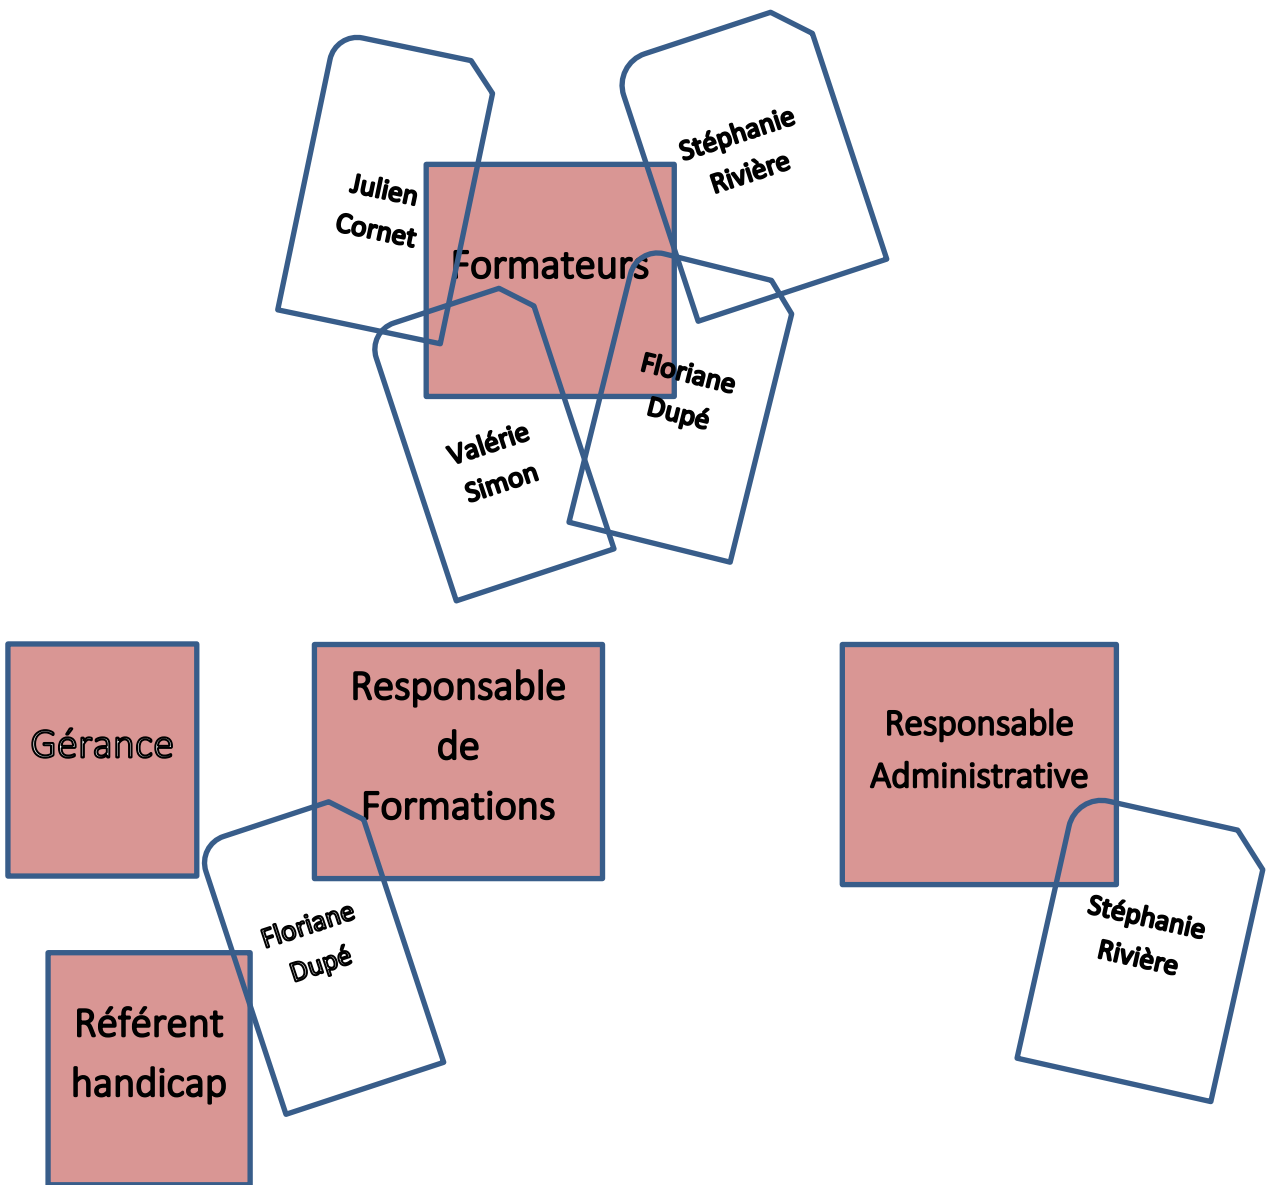 Stéphanie
Rivière
Julien
Cornet
Formateurs
Floriane
Dupé
Valérie
Simon
Gérance
Responsable
de
Formations
Responsable
Administrative
Floriane
Dupé
Stéphanie
Rivière
Référent
handicap